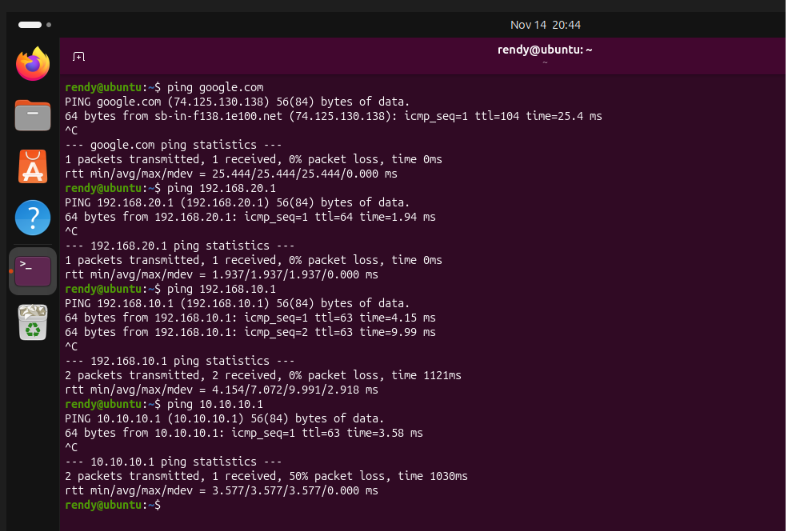 Nov 14 20:44
rendy@ubuntu: ~
~
rendy@ubuntu:~$ ping google.com
PING google.com (74.125.130.138) 56(84) bytes of data.
64 bytes from sb-in-f138.1e100.net (74.125.130.138): icmp_seq=1 ttl=104 time=25.4 ms
^C
--- google.com ping statistics ---
1 packets transmitted, 1 received, 0% packet loss, time 0ms
rtt min/avg/max/mdev = 25.444/25.444/25.444/0.000 ms
rendy@ubuntu:~$ ping 192.168.20.1
PING 192.168.20.1 (192.168.20.1) 56(84) bytes of data.
64 bytes from 192.168.20.1: icmp_seq=1 ttl=64 time=1.94 ms
^C
--- 192.168.20.1 ping statistics ---
1 packets transmitted, 1 received, 0% packet loss, time 0ms
rtt min/avg/max/mdev = 1.937/1.937/1.937/0.000 ms
rendy@ubuntu:~$ ping 192.168.10.1
PING 192.168.10.1 (192.168.10.1) 56(84) bytes of data.
64 bytes from 192.168.10.1: icmp_seq=1 ttl=63 time=4.15 ms
64 bytes from 192.168.10.1: icmp_seq=2 ttl=63 time=9.99 ms
^C
--- 192.168.10.1 ping statistics ---
2 packets transmitted, 2 received, 0% packet loss, time 1121ms
rtt min/avg/max/mdev = 4.154/7.072/9.991/2.918 ms
rendy@ubuntu:~$ ping 10.10.10.1
PING 10.10.10.1 (10.10.10.1) 56(84) bytes of data.
64 bytes from 10.10.10.1: icmp_seq=1 ttl=63 time=3.58 ms
^C
--- 10.10.10.1 ping statistics ---
2 packets transmitted, 1 received, 50% packet loss, time 1030ms
rtt min/avg/max/mdev = 3.577/3.577/3.577/0.000 ms
rendy@ubuntu:~$